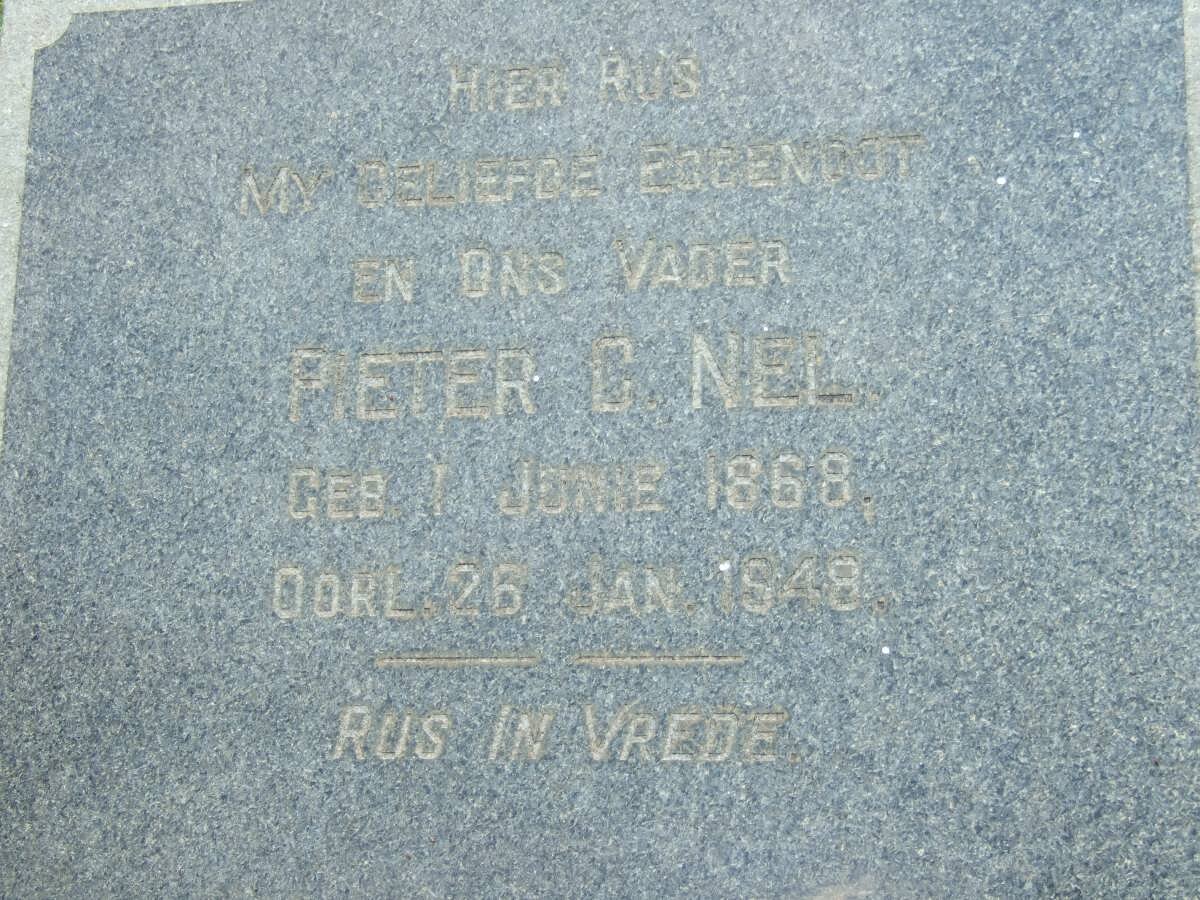 HIER RUS
MY GELIEFDE EGGENOOT
EN ONS VADER
PIETER C. NEL.
GEB. 1 JUNIE 1868,
OORL. 26 JAN. 1948.
RUS IN VREDE.